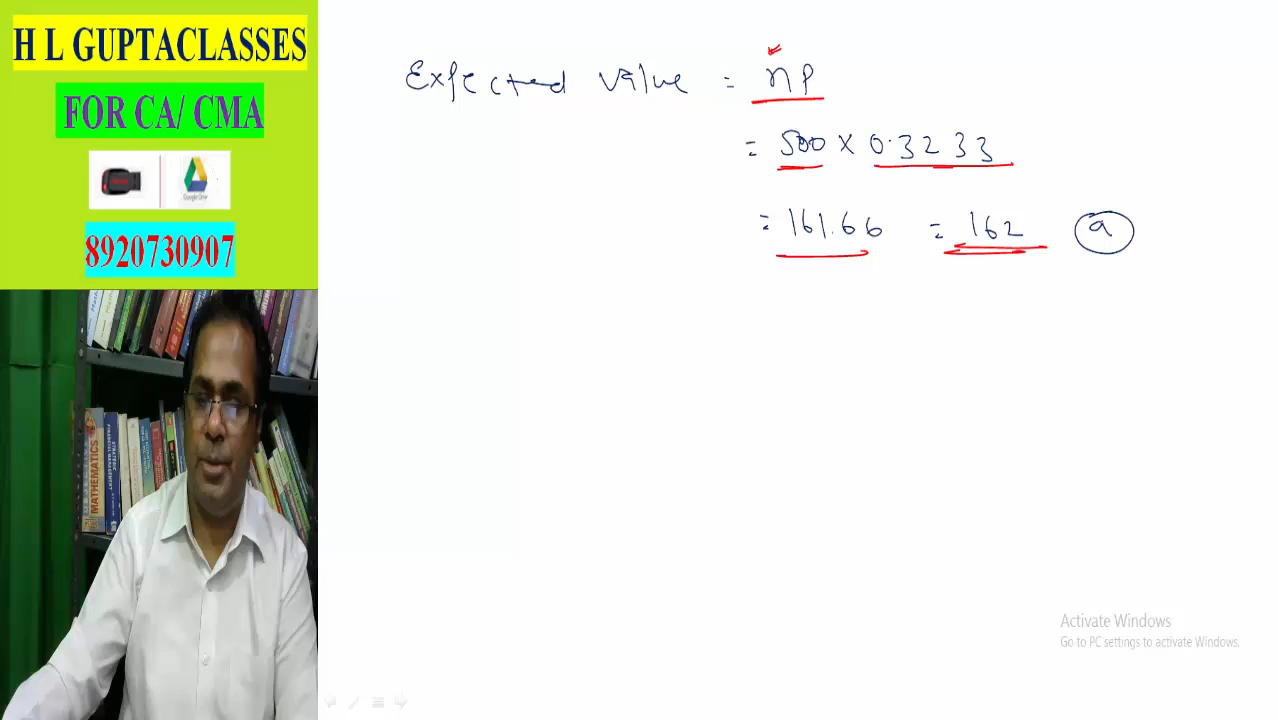 H L GUPTACLASSES
FOR CA/ CMA
8920730907
Expected Value = np
= 500 × 0.3233
= 161.66 = 162 a
MATHEMATICS
Activate Windows
Go to PC settings to activate Windows.